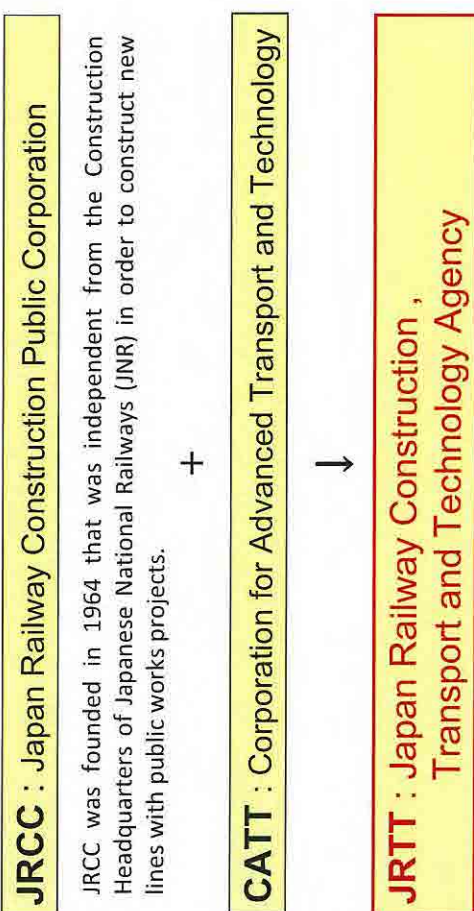 JRCC : Japan Railway Construction Public Corporation
JRCC was founded in 1964 that was independent from the Construction
Headquarters of Japanese National Railways (JNR) in order to construct new
lines with public works projects.
+
CATT : Corporation for Advanced Transport and Technology
↓
JRTT : Japan Railway Construction ,
Transport and Technology Agency